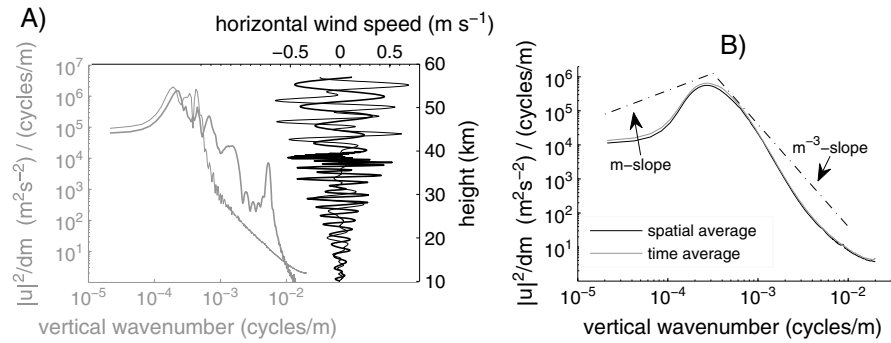 A)
horizontal wind speed (m s⁻¹)
−0.5 0 0.5
|u|²/dm (m²s⁻²) / (cycles/m)
10⁷
10⁶
10⁵
10⁴
10³
10²
10¹
60
50
40
30
20
10
height (km)
10⁻⁵ 10⁻⁴ 10⁻³ 10⁻²
vertical wavenumber (cycles/m)
B)
|u|²/dm (m²s⁻²) / (cycles/m)
10⁶
10⁵
10⁴
10³
10²
10¹
m−slope
m⁻³−slope
spatial average
time average
10⁻⁵ 10⁻⁴ 10⁻³ 10⁻²
vertical wavenumber (cycles/m)